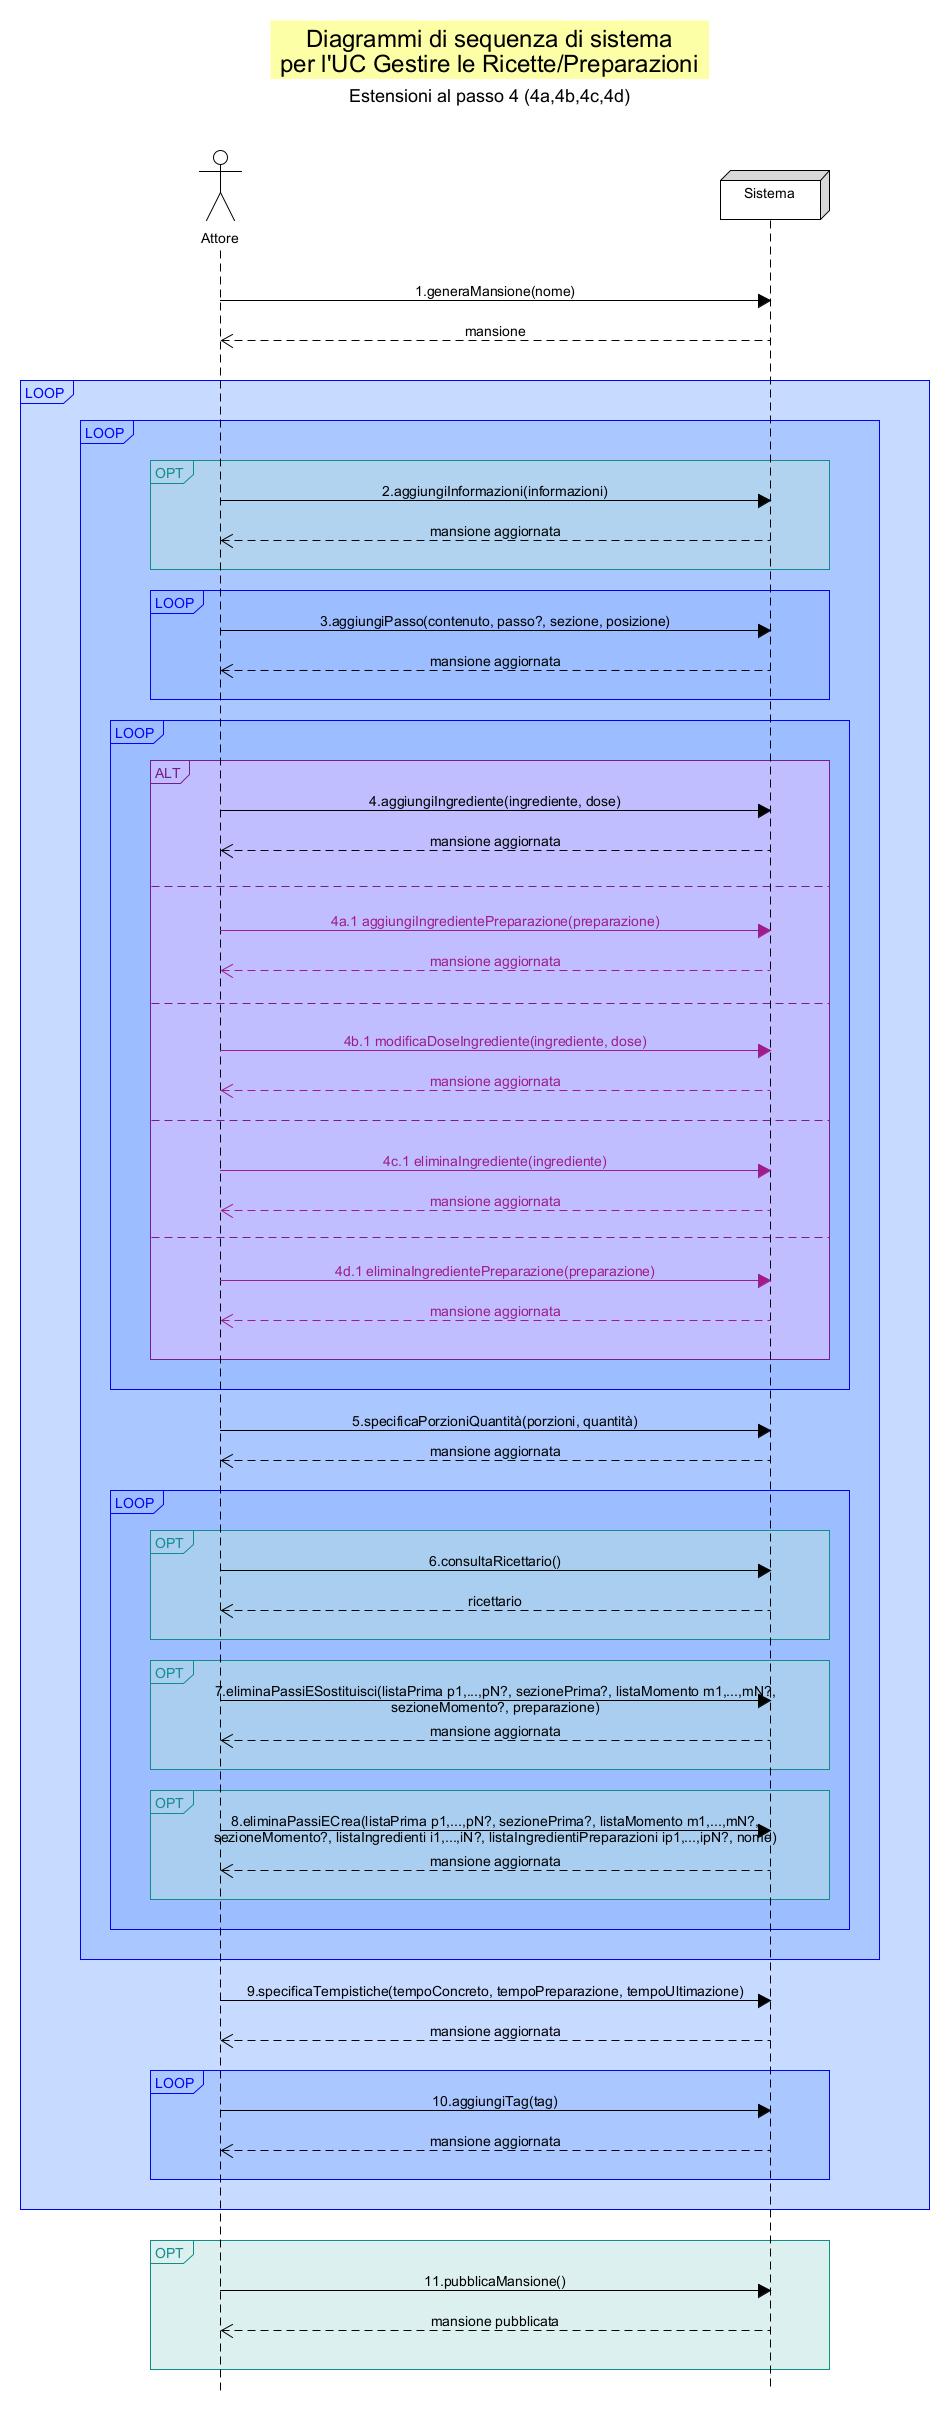 Diagrammi di sequenza di sistema
per l'UC Gestire le Ricette/Preparazioni
Estensioni al passo 4 (4a,4b,4c,4d)
Sistema
Attore
1.generaMansione(nome)
mansione
LOOP
LOOP
OPT
2.aggiungiInformazioni(informazioni)
mansione aggiornata
LOOP
3.aggiungiPasso(contenuto, passo?, sezione, posizione)
mansione aggiornata
LOOP
ALT
4.aggiungiIngrediente(ingrediente, dose)
mansione aggiornata
4a.1 aggiungiIngredientePreparazione(preparazione)
mansione aggiornata
4b.1 modificaDoseIngrediente(ingrediente, dose)
mansione aggiornata
4c.1 eliminaIngrediente(ingrediente)
mansione aggiornata
4d.1 eliminaIngredientePreparazione(preparazione)
mansione aggiornata
5.specificaPorzioniQuantità(porzioni, quantità)
mansione aggiornata
LOOP
OPT
6.consultaRicettario()
ricettario
OPT
7.eliminaPassiESostituisci(listaPrima p1,...,pN?, sezionePrima?, listaMomento m1,...,mN?,
sezioneMomento?, preparazione)
mansione aggiornata
OPT
8.eliminaPassiECrea(listaPrima p1,...,pN?, sezionePrima?, listaMomento m1,...,mN?,
sezioneMomento?, listaIngredienti i1,...,iN?, listaIngredientiPreparazioni ip1,...,ipN?, nome)
mansione aggiornata
9.specificaTempistiche(tempoConcreto, tempoPreparazione, tempoUltimazione)
mansione aggiornata
LOOP
10.aggiungiTag(tag)
mansione aggiornata
OPT
11.pubblicaMansione()
mansione pubblicata